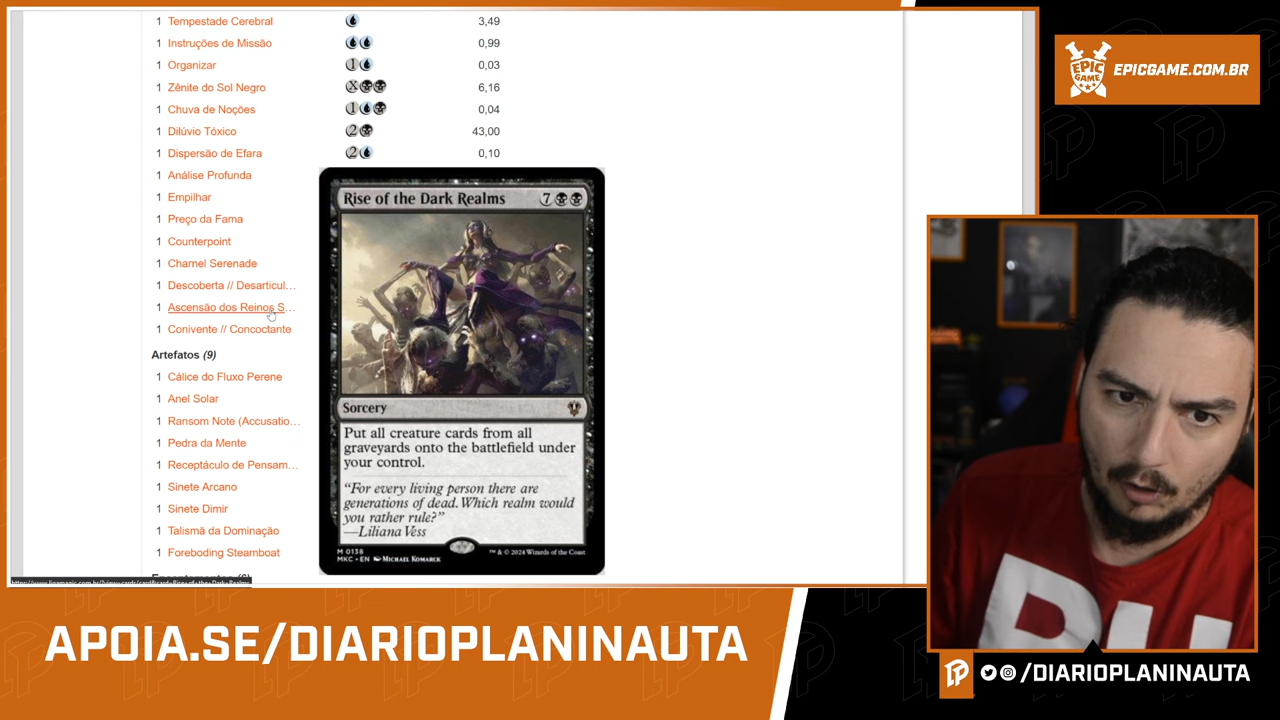 1 Tempestade Cerebral 3,49
1 Instruções de Missão 0,99
1 Organizar 1 0,03
1 Zênite do Sol Negro X 6,16
1 Chuva de Noções 1 0,04
1 Dilúvio Tóxico 2 43,00
1 Dispersão de Efara 2 0,10
1 Análise Profunda
1 Empilhar
1 Preço da Fama
1 Counterpoint
1 Charnel Serenade
1 Descoberta // Desarticul...
1 Ascensão dos Reinos S...
1 Conivente // Concoctante
Artefatos (9)
1 Cálice do Fluxo Perene
1 Anel Solar
1 Ransom Note (Accusatio...
1 Pedra da Mente
1 Receptáculo de Pensam...
1 Sinete Arcano
1 Sinete Dimir
1 Talismã da Dominação
1 Foreboding Steamboat
Rise of the Dark Realms 7
Sorcery
Put all creature cards from all
graveyards onto the battlefield under
your control.
“For every living person there are
generations of dead. Which realm would
you rather rule?”
—Liliana Vess
M 0138
MKC • EN MICHAEL KOMARCK
™ & © 2024 Wizards of the Coast
EPIC GAME
EPICGAME.COM.BR
APOIA.SE/DIARIOPLANINAUTA
/DIARIOPLANINAUTA